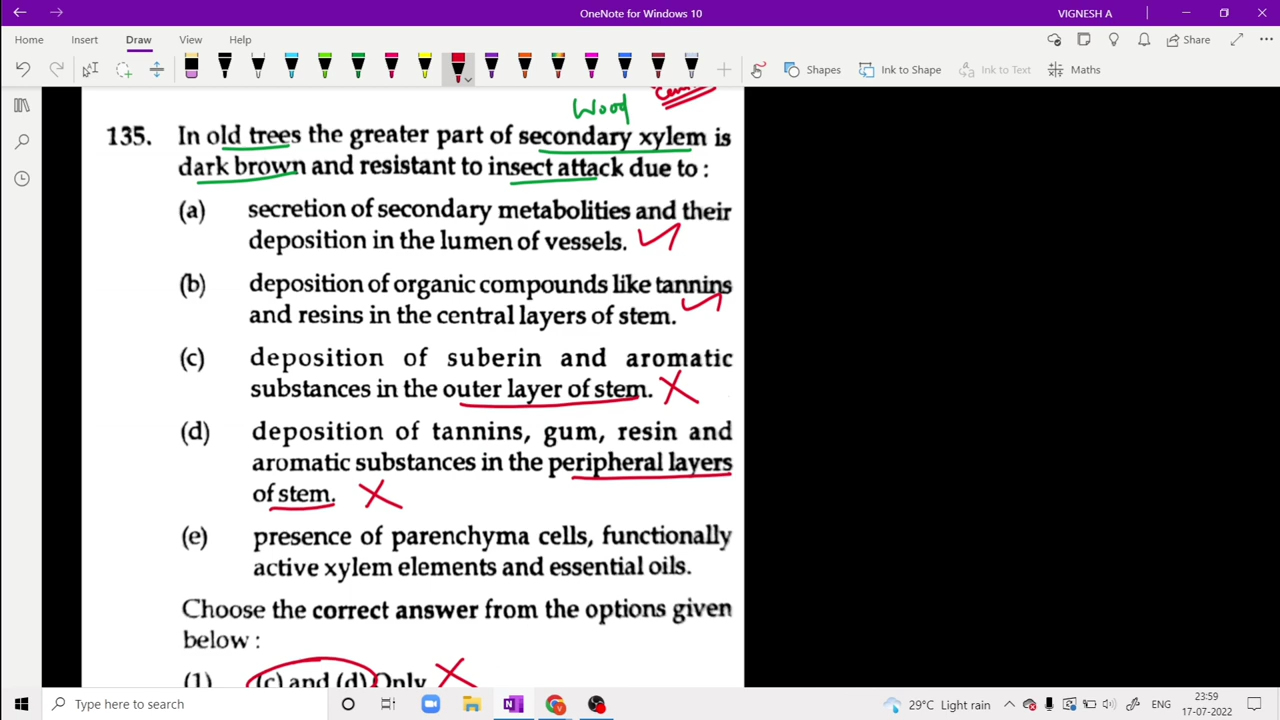 OneNote for Windows 10
VIGNESH A
Home Insert Draw View Help
Share
Shapes Ink to Shape Ink to Text Maths
Wood
135. In old trees the greater part of secondary xylem is
dark brown and resistant to insect attack due to :
(a) secretion of secondary metabolities and their
deposition in the lumen of vessels.
(b) deposition of organic compounds like tannins
and resins in the central layers of stem.
(c) deposition of suberin and aromatic
substances in the outer layer of stem.
(d) deposition of tannins, gum, resin and
aromatic substances in the peripheral layers
of stem.
(e) presence of parenchyma cells, functionally
active xylem elements and essential oils.
Choose the correct answer from the options given
below :
(1) (c) and (d) Only
Type here to search
29°C Light rain
ENG
23:59
17-07-2022